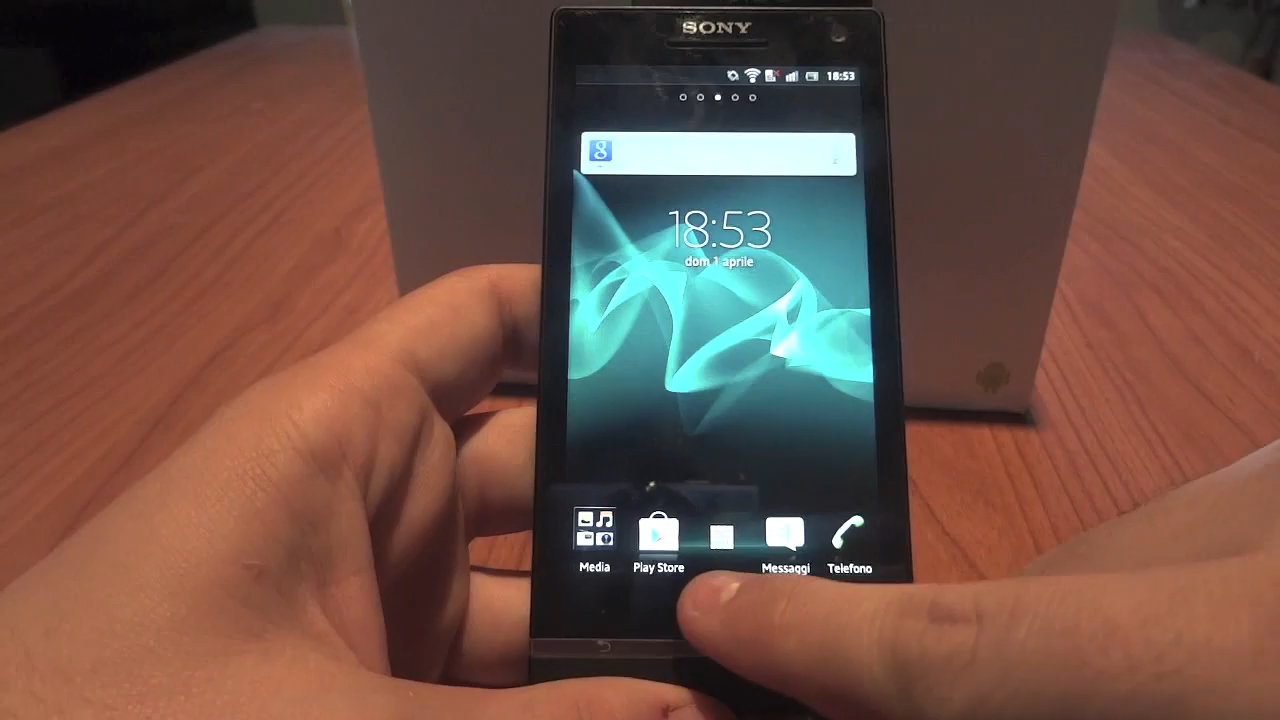 SONY
18:53
g
18:53
dom 1 aprile
Media
Play Store
Messaggi
Telefono